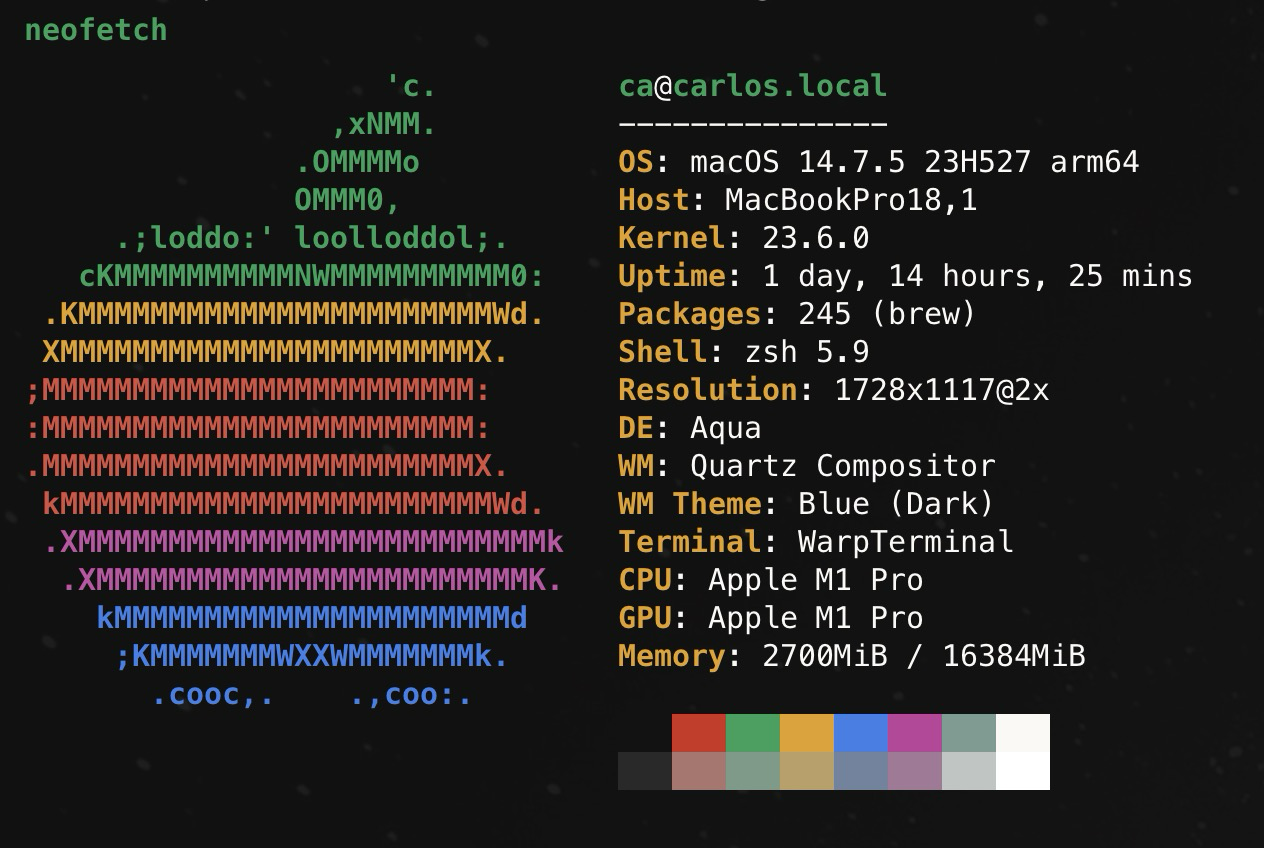 neofetch
                    'c.
                 ,xNMM.
               .OMMMMo
               OMMM0,
     .;loddo:' loolloddol;.
   cKMMMMMMMMMMNWMMMMMMMMMM0:
 .KMMMMMMMMMMMMMMMMMMMMMMMWd.
 XMMMMMMMMMMMMMMMMMMMMMMMX.
;MMMMMMMMMMMMMMMMMMMMMMMM:
:MMMMMMMMMMMMMMMMMMMMMMMM:
.MMMMMMMMMMMMMMMMMMMMMMMMX.
 kMMMMMMMMMMMMMMMMMMMMMMMMWd.
 .XMMMMMMMMMMMMMMMMMMMMMMMMMMk
  .XMMMMMMMMMMMMMMMMMMMMMMMMK.
    kMMMMMMMMMMMMMMMMMMMMMMd
     ;KMMMMMMMWXXWMMMMMMMk.
       .cooc,.    .,coo:.
ca@carlos.local
---------------
OS: macOS 14.7.5 23H527 arm64
Host: MacBookPro18,1
Kernel: 23.6.0
Uptime: 1 day, 14 hours, 25 mins
Packages: 245 (brew)
Shell: zsh 5.9
Resolution: 1728x1117@2x
DE: Aqua
WM: Quartz Compositor
WM Theme: Blue (Dark)
Terminal: WarpTerminal
CPU: Apple M1 Pro
GPU: Apple M1 Pro
Memory: 2700MiB / 16384MiB